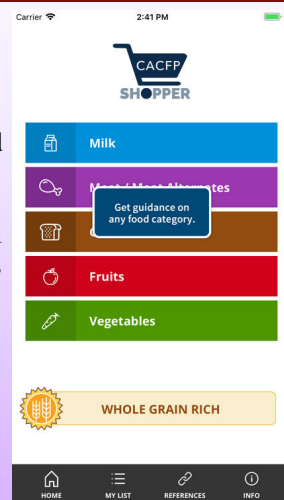 Carrier 2:41 PM
CACFP
SHOPPER
Milk
tes
Get guidance on
any food category.
Fruits
Vegetables
WHOLE GRAIN RICH
HOME MY LIST REFERENCES INFO